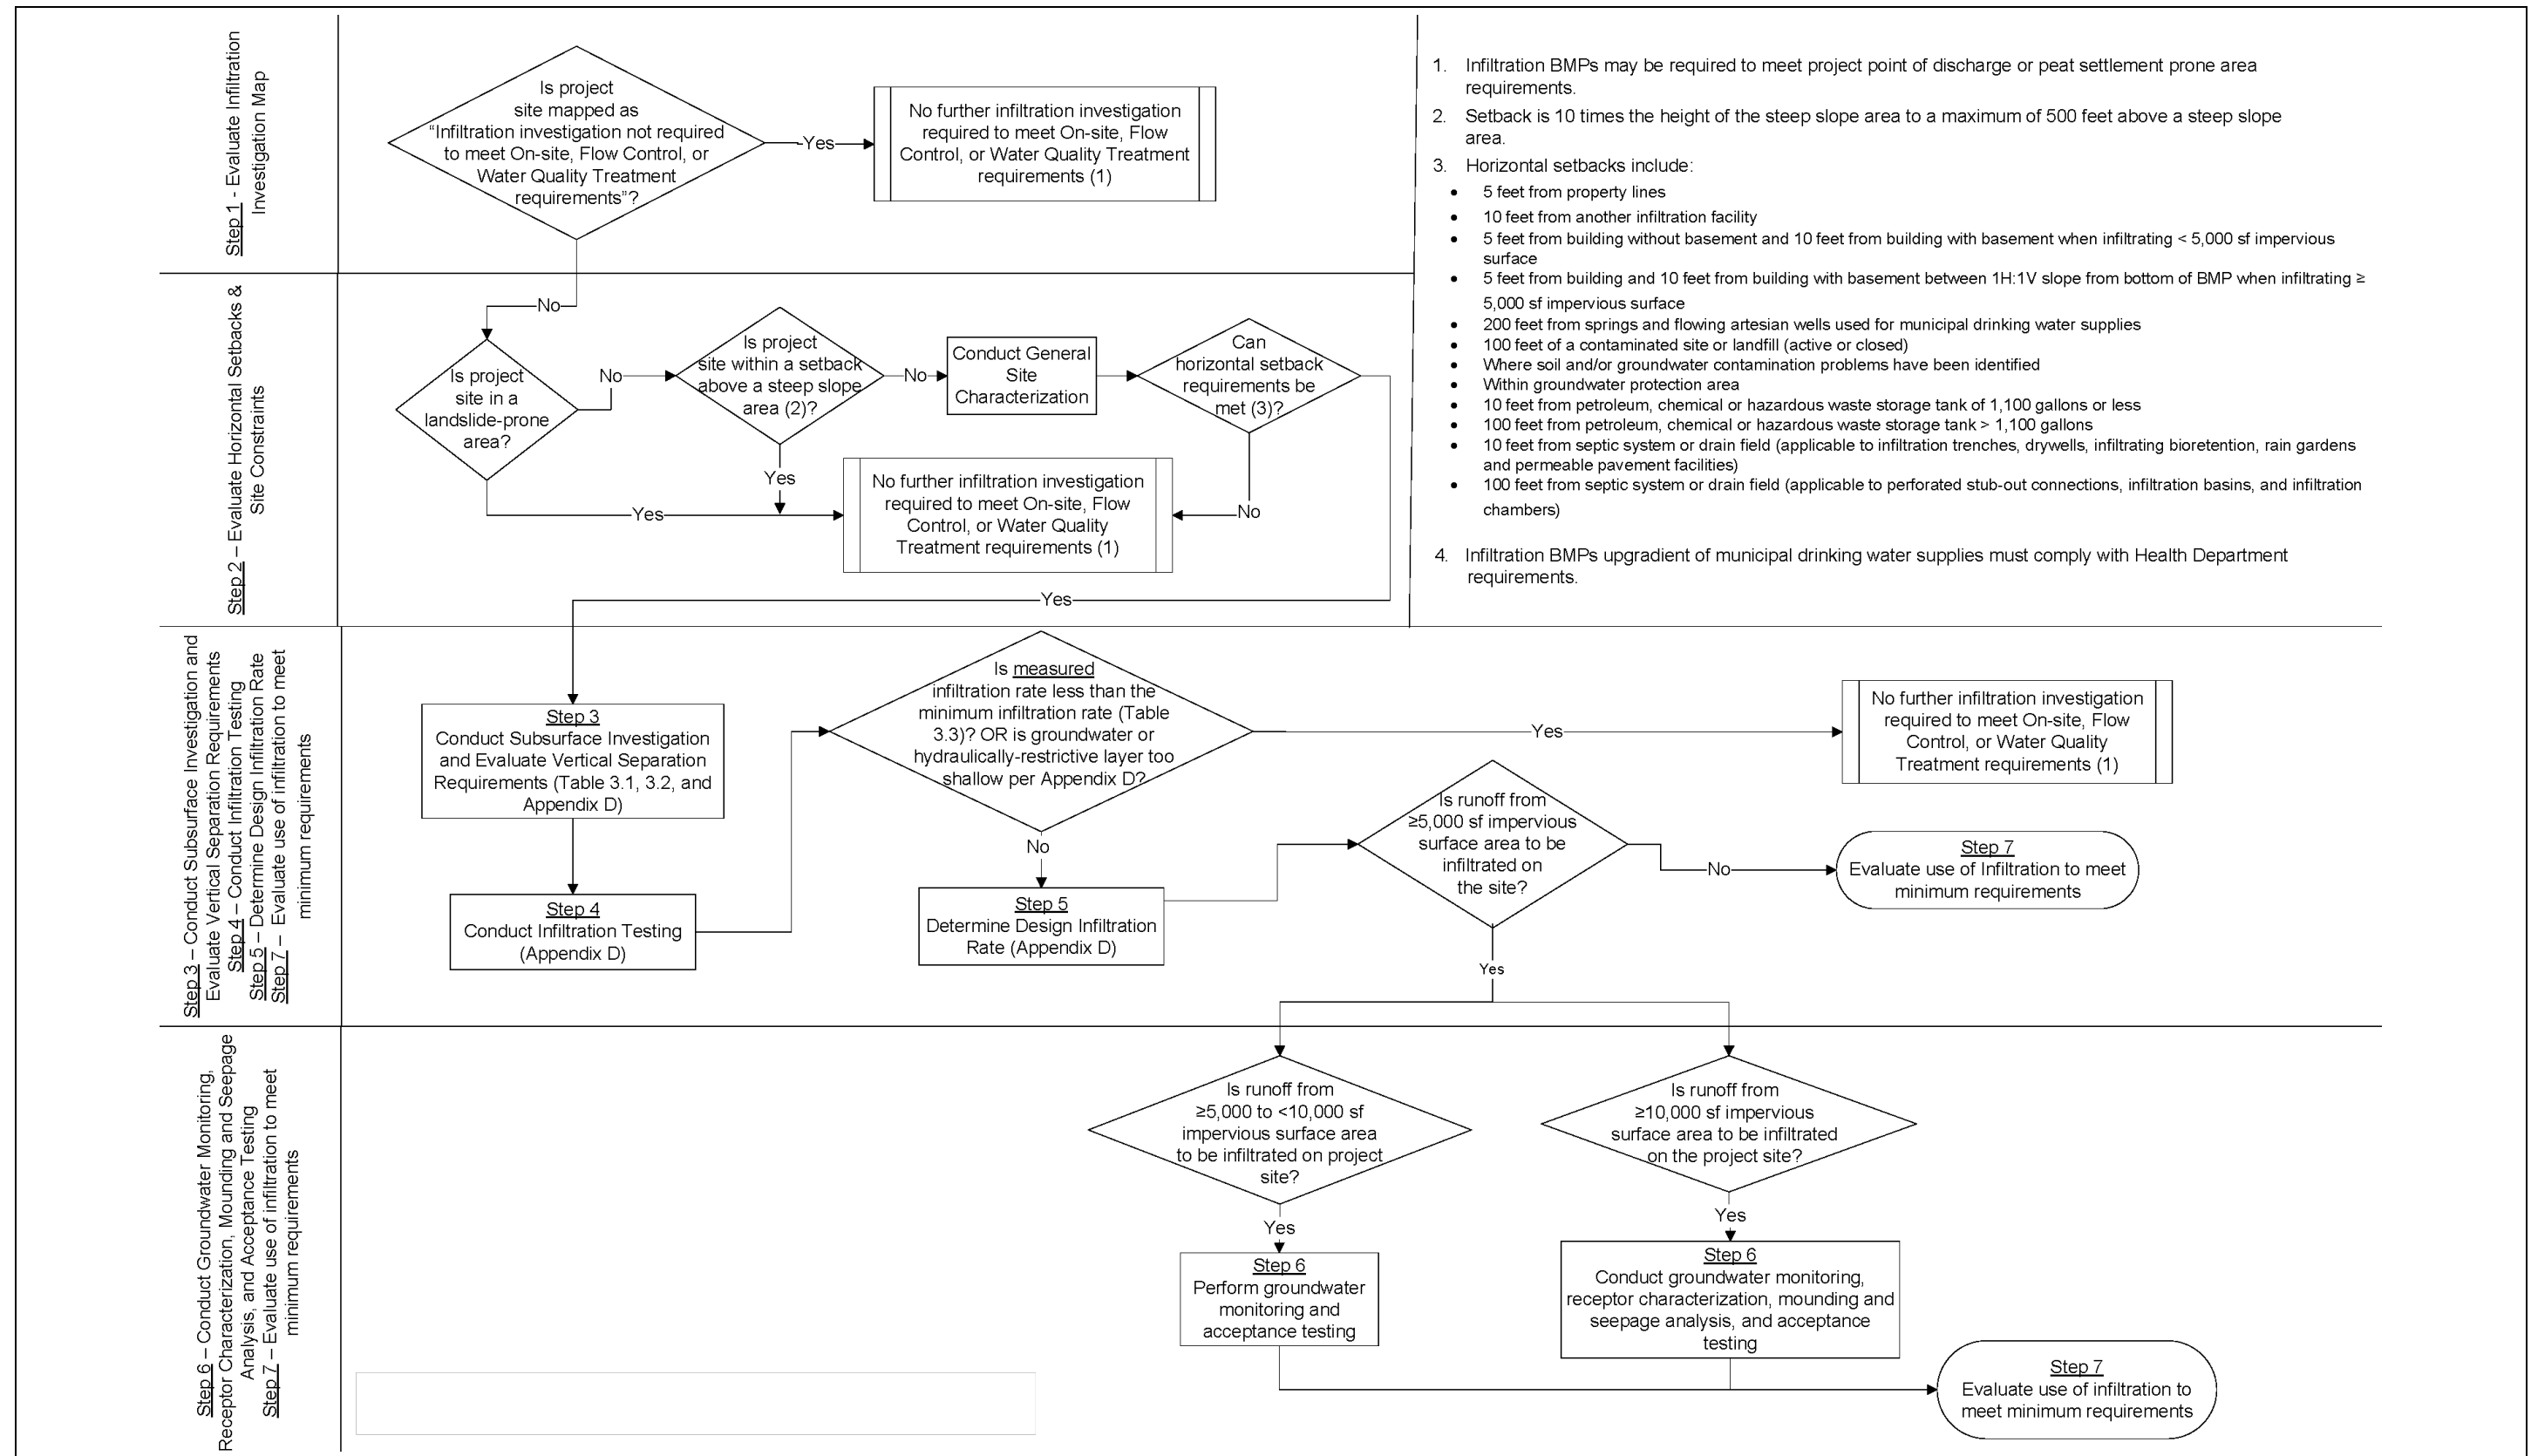 Step 1 - Evaluate Infiltration
Investigation Map
Is project
site mapped as
“Infiltration investigation not required
to meet On-site, Flow Control, or
Water Quality Treatment
requirements”?
Yes
No further infiltration investigation
required to meet On-site, Flow
Control, or Water Quality Treatment
requirements (1)
No
1. Infiltration BMPs may be required to meet project point of discharge or peat settlement prone area
requirements.
2. Setback is 10 times the height of the steep slope area to a maximum of 500 feet above a steep slope
area.
3. Horizontal setbacks include:
• 5 feet from property lines
• 10 feet from another infiltration facility
• 5 feet from building without basement and 10 feet from building with basement when infiltrating < 5,000 sf impervious
surface
• 5 feet from building and 10 feet from building with basement between 1H:1V slope from bottom of BMP when infiltrating ≥
5,000 sf impervious surface
• 200 feet from springs and flowing artesian wells used for municipal drinking water supplies
• 100 feet of a contaminated site or landfill (active or closed)
• Where soil and/or groundwater contamination problems have been identified
• Within groundwater protection area
• 10 feet from petroleum, chemical or hazardous waste storage tank of 1,100 gallons or less
• 100 feet from petroleum, chemical or hazardous waste storage tank > 1,100 gallons
• 10 feet from septic system or drain field (applicable to infiltration trenches, drywells, infiltrating bioretention, rain gardens
and permeable pavement facilities)
• 100 feet from septic system or drain field (applicable to perforated stub-out connections, infiltration basins, and infiltration
chambers)
4. Infiltration BMPs upgradient of municipal drinking water supplies must comply with Health Department
requirements.
Step 2 – Evaluate Horizontal Setbacks &
Site Constraints
Is project
site in a
landslide-prone
area?
No
Is project
site within a setback
above a steep slope
area (2)?
No
Conduct General
Site
Characterization
Can
horizontal setback
requirements be
met (3)?
Yes
Yes
No
No further infiltration investigation
required to meet On-site, Flow
Control, or Water Quality
Treatment requirements (1)
Yes
Step 3 – Conduct Subsurface Investigation and
Evaluate Vertical Separation Requirements
Step 4 – Conduct Infiltration Testing
Step 5 – Determine Design Infiltration Rate
Step 7 – Evaluate use of infiltration to meet
minimum requirements
Step 3
Conduct Subsurface Investigation
and Evaluate Vertical Separation
Requirements (Table 3.1, 3.2, and
Appendix D)
Step 4
Conduct Infiltration Testing
(Appendix D)
Is measured
infiltration rate less than the
minimum infiltration rate (Table
3.3)? OR is groundwater or
hydraulically-restrictive layer too
shallow per Appendix D?
Yes
No further infiltration investigation
required to meet On-site, Flow
Control, or Water Quality
Treatment requirements (1)
No
Step 5
Determine Design Infiltration
Rate (Appendix D)
Is runoff from
≥5,000 sf impervious
surface area to be
infiltrated on
the site?
No
Step 7
Evaluate use of Infiltration to meet
minimum requirements
Yes
Step 6 – Conduct Groundwater Monitoring,
Receptor Characterization, Mounding and Seepage
Analysis, and Acceptance Testing
Step 7 – Evaluate use of infiltration to meet
minimum requirements
Is runoff from
≥5,000 to <10,000 sf
impervious surface area
to be infiltrated on project
site?
Yes
Step 6
Perform groundwater
monitoring and
acceptance testing
Is runoff from
≥10,000 sf impervious
surface area to be infiltrated
on the project site?
Yes
Step 6
Conduct groundwater monitoring,
receptor characterization, mounding and
seepage analysis, and acceptance
testing
Step 7
Evaluate use of infiltration to
meet minimum requirements